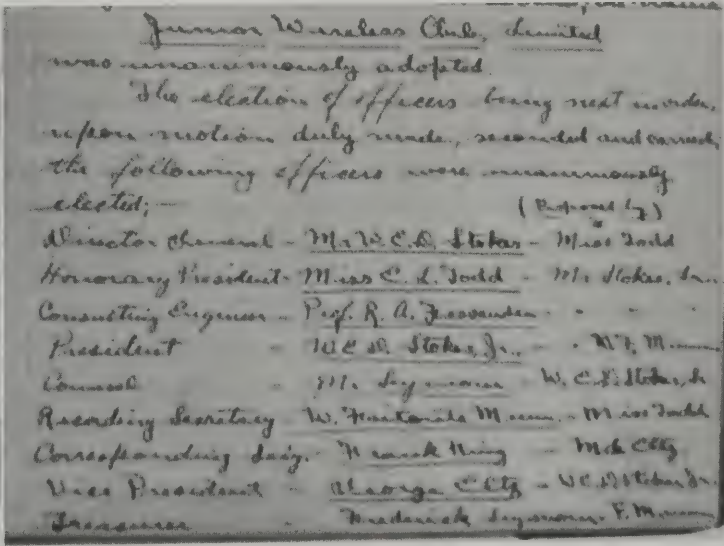 Junior Wireless Club, Limited
was unanimously adopted.
The election of officers being next in order,
upon motion duly made, seconded and carried,
the following officers were unanimously
elected;—
(Proposed by)
Director General - Mr W. E. D. Stokes - Miss Todd
Honorary President - Miss E. L. Todd - Mr Stokes, Sr.
Consulting Engineer - Prof. R. A. Fessenden - " " "
President - W. E. D. Stokes, Jr. -
Counsel - Mr. Seymour - W. E. D. Stokes, Jr
Recording Secretary - W. Faitoute Munn - Miss Todd
Corresponding Sec'y. - Frank King -
Vice President - George Eltz - W E D Stokes Jr.
Treasurer - Frederick Seymour - F. Munn